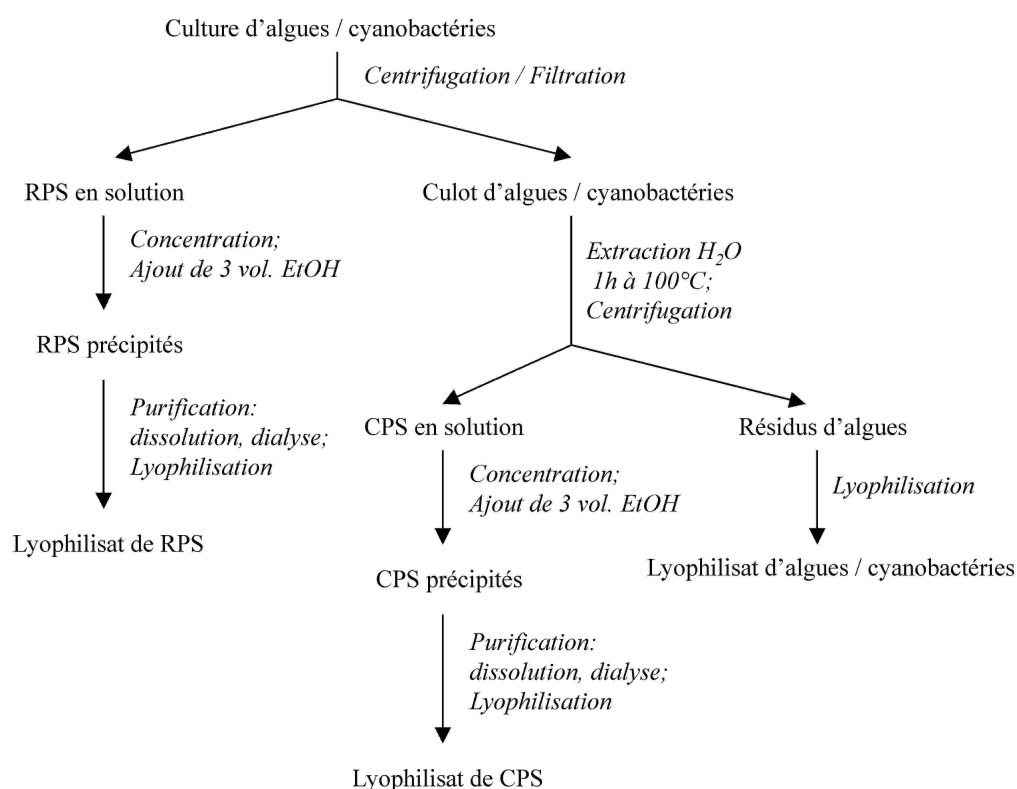 Culture d’algues / cyanobactéries
Centrifugation / Filtration
RPS en solution
Culot d’algues / cyanobactéries
Concentration;
Ajout de 3 vol. EtOH
Extraction H₂O
1h à 100°C;
Centrifugation
RPS précipités
Purification:
dissolution, dialyse;
Lyophilisation
CPS en solution
Résidus d’algues
Concentration;
Ajout de 3 vol. EtOH
Lyophilisation
Lyophilisat de RPS
CPS précipités
Lyophilisat d’algues / cyanobactéries
Purification:
dissolution, dialyse;
Lyophilisation
Lyophilisat de CPS